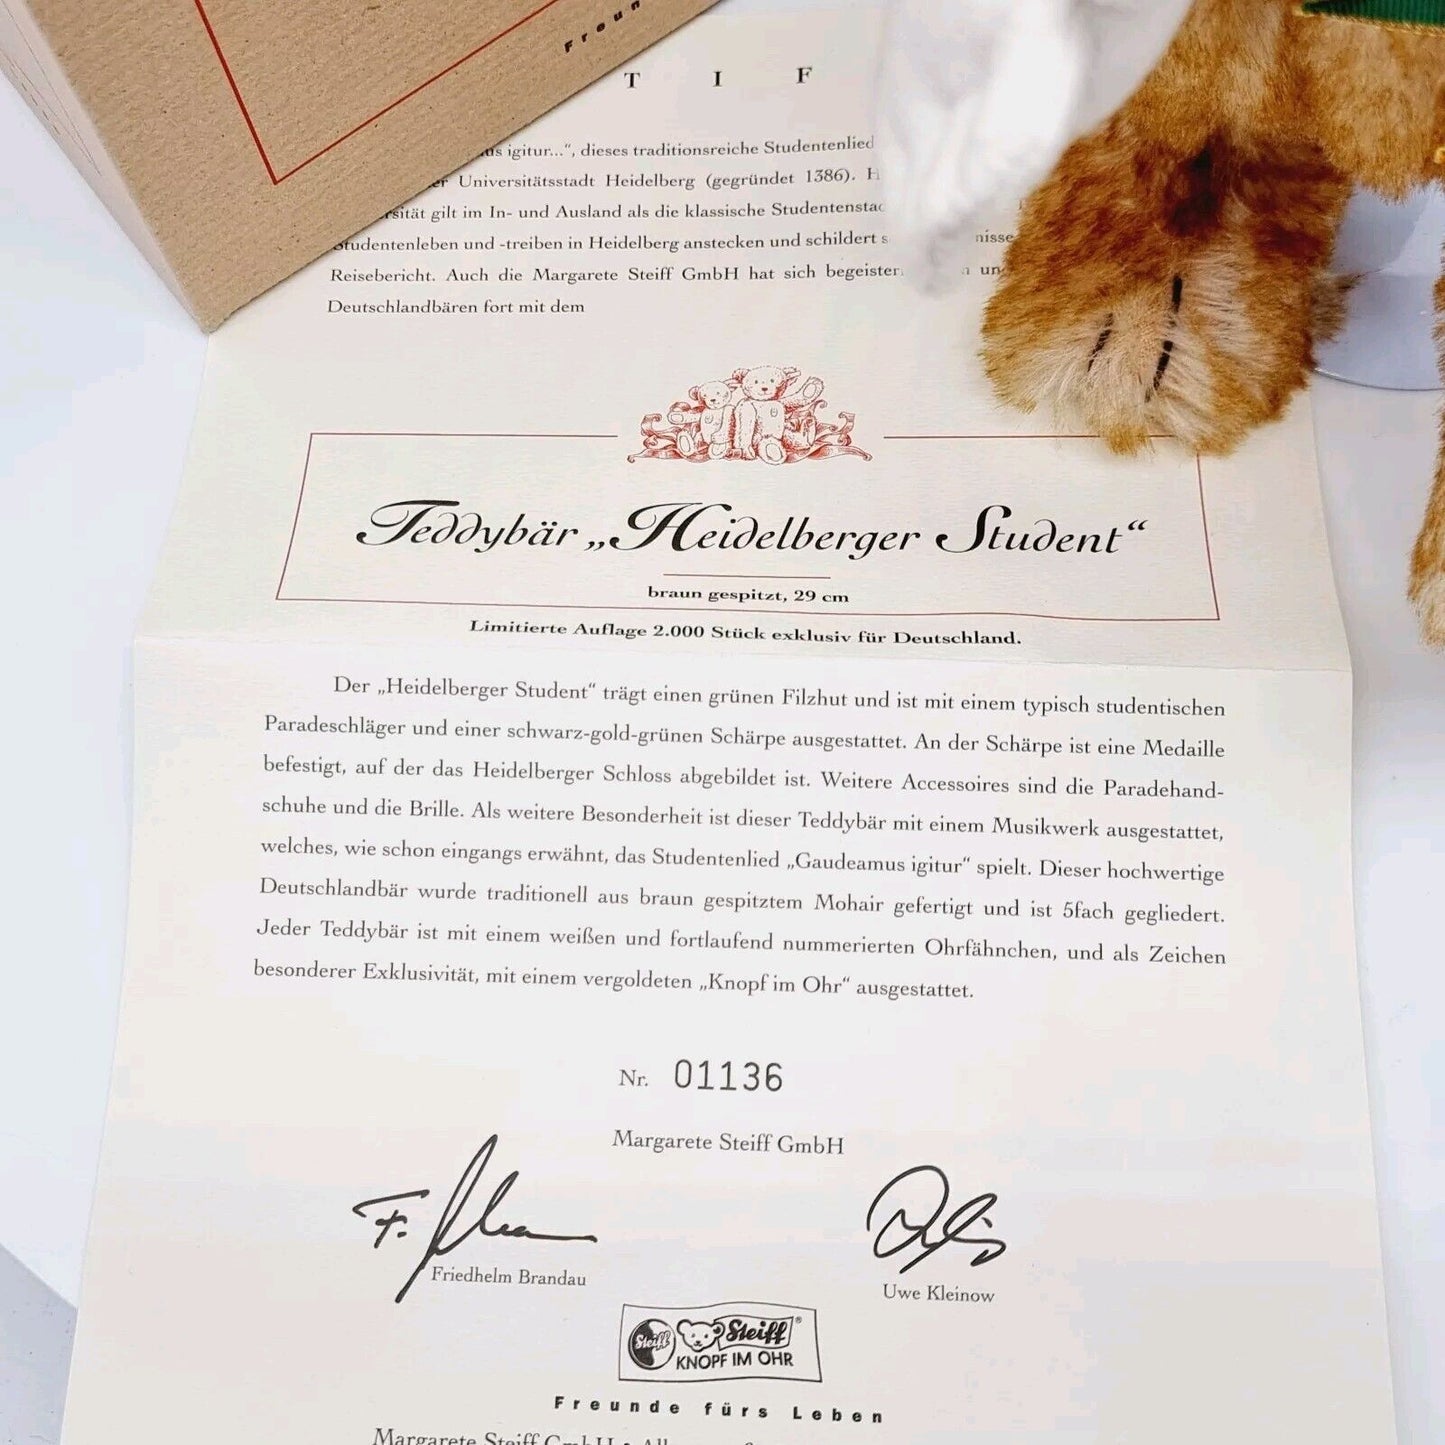 Freun
T I F
igitur...“, dieses traditionsreiche Studentenlied
Universitätsstadt Heidelberg (gegründet 1386).
gilt im In- und Ausland als die klassische
Studentenleben und -treiben in Heidelberg anstecken und schildert
Reisebericht. Auch die Margarete Steiff GmbH hat sich
Deutschlandbären fort mit dem
Teddybär „Heidelberger Student“
braun gespitzt, 29 cm
Limitierte Auflage 2.000 Stück exklusiv für Deutschland.
Der „Heidelberger Student“ trägt einen grünen Filzhut und ist mit einem typisch studentischen
Paradeschläger und einer schwarz-gold-grünen Schärpe ausgestattet. An der Schärpe ist eine Medaille
befestigt, auf der das Heidelberger Schloss abgebildet ist. Weitere Accessoires sind die Paradehand-
schuhe und die Brille. Als weitere Besonderheit ist dieser Teddybär mit einem Musikwerk ausgestattet,
welches, wie schon eingangs erwähnt, das Studentenlied „Gaudeamus igitur“ spielt. Dieser hochwertige
Deutschlandbär wurde traditionell aus braun gespitztem Mohair gefertigt und ist 5fach gegliedert.
Jeder Teddybär ist mit einem weißen und fortlaufend nummerierten Ohrfähnchen, und als Zeichen
besonderer Exklusivität, mit einem vergoldeten „Knopf im Ohr“ ausgestattet.
Nr. 01136
Margarete Steiff GmbH
Friedhelm Brandau
Uwe Kleinow
Steiff Steiff®
KNOPF IM OHR
Freunde fürs Leben
Margarete Steiff GmbH